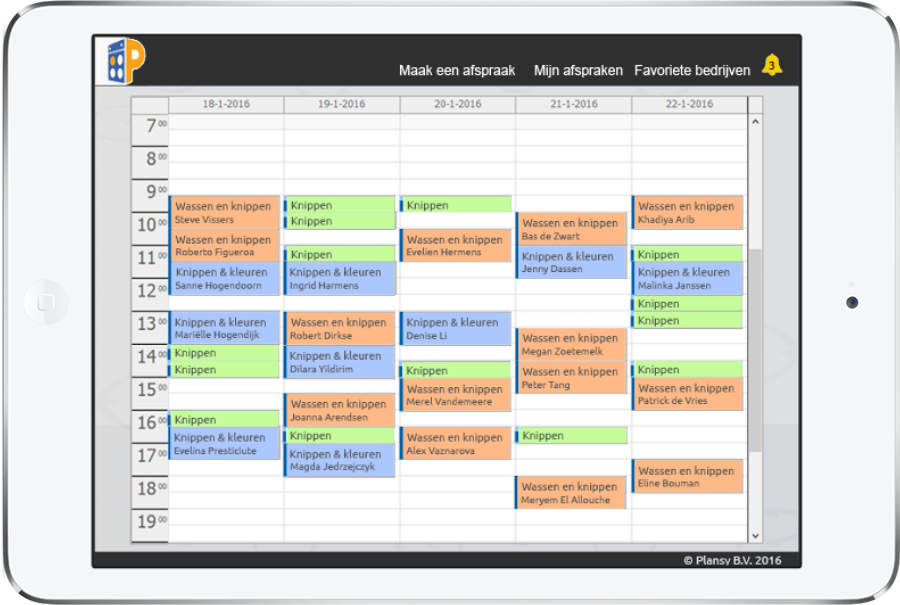 P
Maak een afspraak Mijn afspraken Favoriete bedrijven 3
18-1-2016 19-1-2016 20-1-2016 21-1-2016 22-1-2016
7 00
8 00
9 00
10 00
11 00
12 00
13 00
14 00
15 00
16 00
17 00
18 00
19 00
Wassen en knippen
Steve Vissers
Wassen en knippen
Roberto Figueroa
Knippen & kleuren
Sanne Hogendoorn
Knippen & kleuren
Mariëlle Hogendijk
Knippen
Knippen
Knippen
Knippen & kleuren
Evelina Presticiute
Knippen
Knippen
Knippen
Knippen & kleuren
Ingrid Harmens
Wassen en knippen
Robert Dirkse
Knippen & kleuren
Dilara Yildirim
Wassen en knippen
Joanna Arendsen
Knippen
Knippen & kleuren
Magda Jedrzejczyk
Knippen
Wassen en knippen
Evelien Hermens
Knippen & kleuren
Denise Li
Knippen
Wassen en knippen
Merel Vandemeere
Wassen en knippen
Alex Vaznarova
Wassen en knippen
Bas de Zwart
Knippen & kleuren
Jenny Dassen
Wassen en knippen
Megan Zoetemelk
Wassen en knippen
Peter Tang
Knippen
Wassen en knippen
Meryem El Allouche
Wassen en knippen
Khadiya Arib
Knippen
Knippen & kleuren
Malinka Janssen
Knippen
Knippen
Knippen
Wassen en knippen
Patrick de Vries
Wassen en knippen
Eline Bouman
© Plansy B.V. 2016